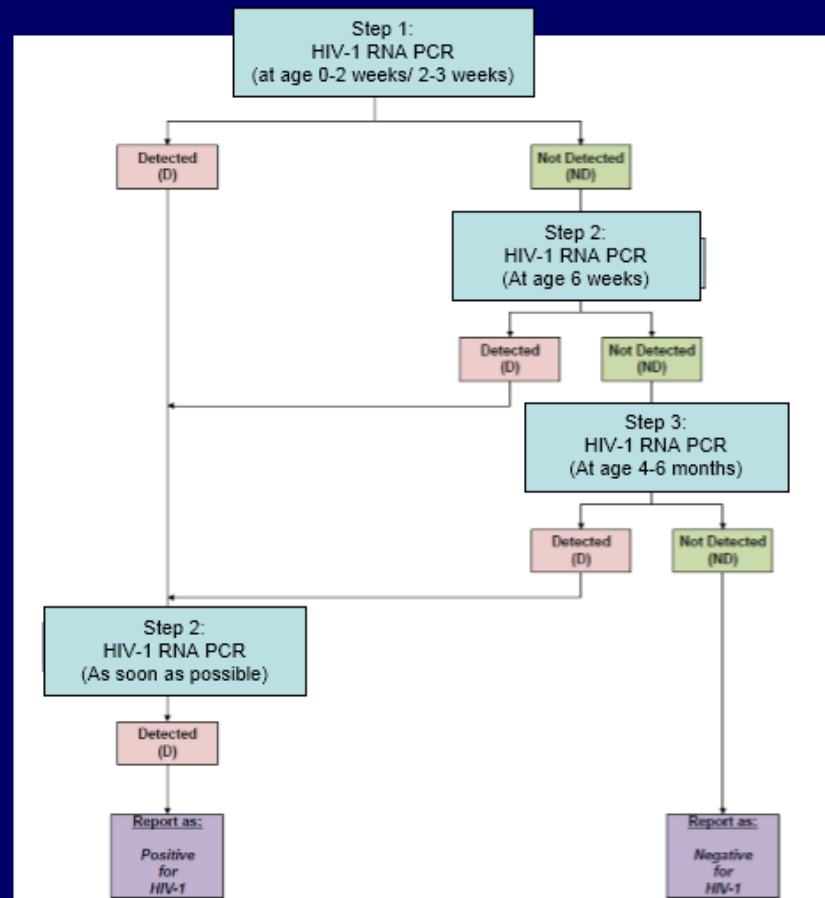 Step 1:
HIV-1 RNA PCR
(at age 0-2 weeks/ 2-3 weeks)
Detected
(D)
Not Detected
(ND)
Step 2:
HIV-1 RNA PCR
(At age 6 weeks)
Detected
(D)
Not Detected
(ND)
Step 3:
HIV-1 RNA PCR
(At age 4-6 months)
Detected
(D)
Not Detected
(ND)
Step 2:
HIV-1 RNA PCR
(As soon as possible)
Detected
(D)
Report as:
Positive
for
HIV-1
Report as:
Negative
for
HIV-1